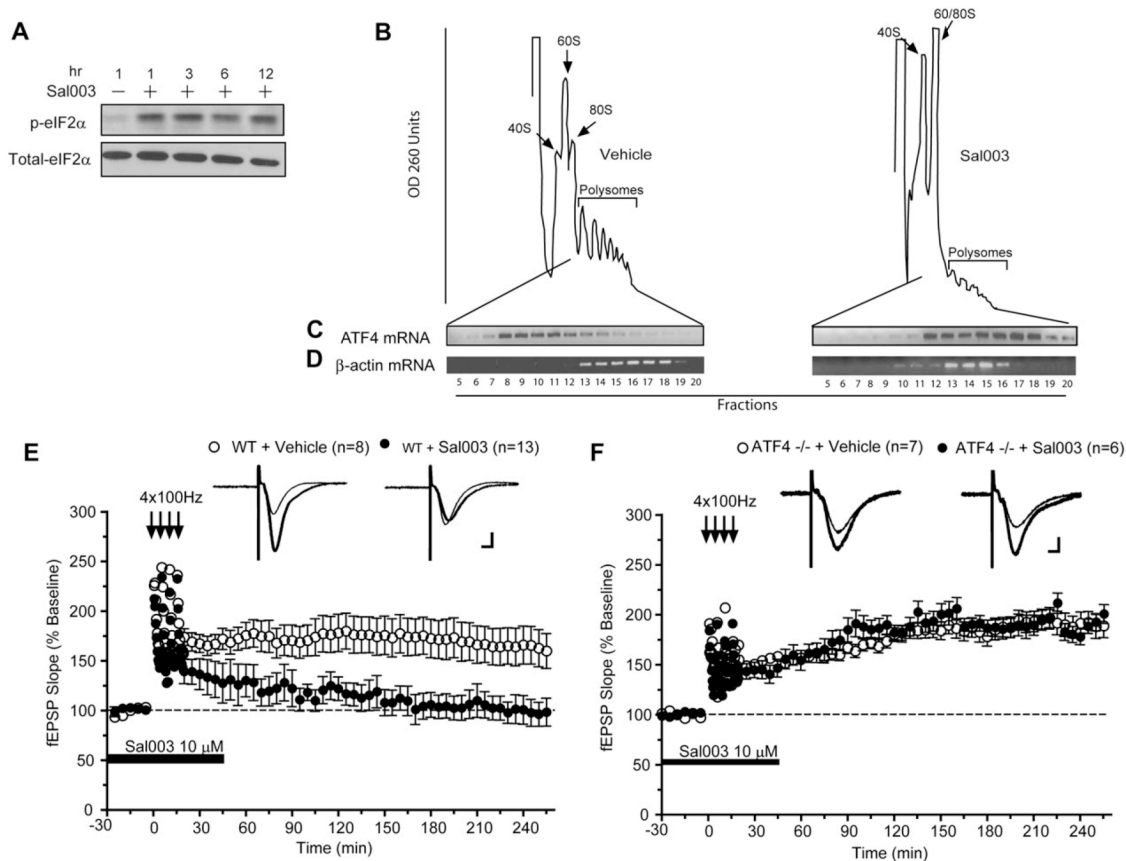 A
hr 1 1 3 6 12
Sal003 − + + + +
p-eIF2α
Total-eIF2α
B
OD 260 Units
40S
60S
80S
Vehicle
Polysomes
40S
60/80S
Sal003
Polysomes
C
ATF4 mRNA
D
β-actin mRNA
5 6 7 8 9 10 11 12 13 14 15 16 17 18 19 20
5 6 7 8 9 10 11 12 13 14 15 16 17 18 19 20
Fractions
E
WT + Vehicle (n=8) WT + Sal003 (n=13)
4x100Hz
fEPSP Slope (% Baseline)
300
250
200
150
100
50
0
Sal003 10 μM
-30 0 30 60 90 120 150 180 210 240
Time (min)
F
ATF4 -/- + Vehicle (n=7) ATF4 -/- + Sal003 (n=6)
4x100Hz
fEPSP Slope (% Baseline)
300
250
200
150
100
50
0
Sal003 10 μM
-30 0 30 60 90 120 150 180 210 240
Time (min)